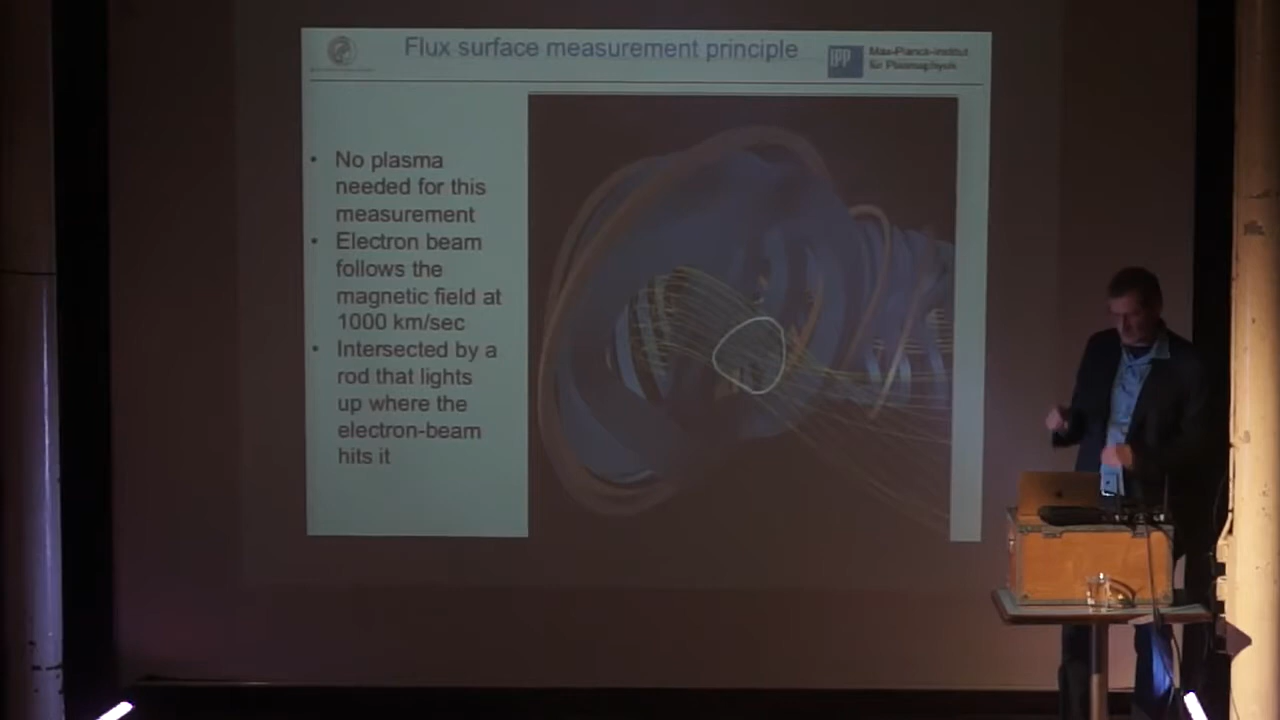 Flux surface measurement principle
IPP
Max-Planck-Institut
für Plasmaphysik
• No plasma
needed for this
measurement
• Electron beam
follows the
magnetic field at
1000 km/sec
• Intersected by a
rod that lights
up where the
electron-beam
hits it